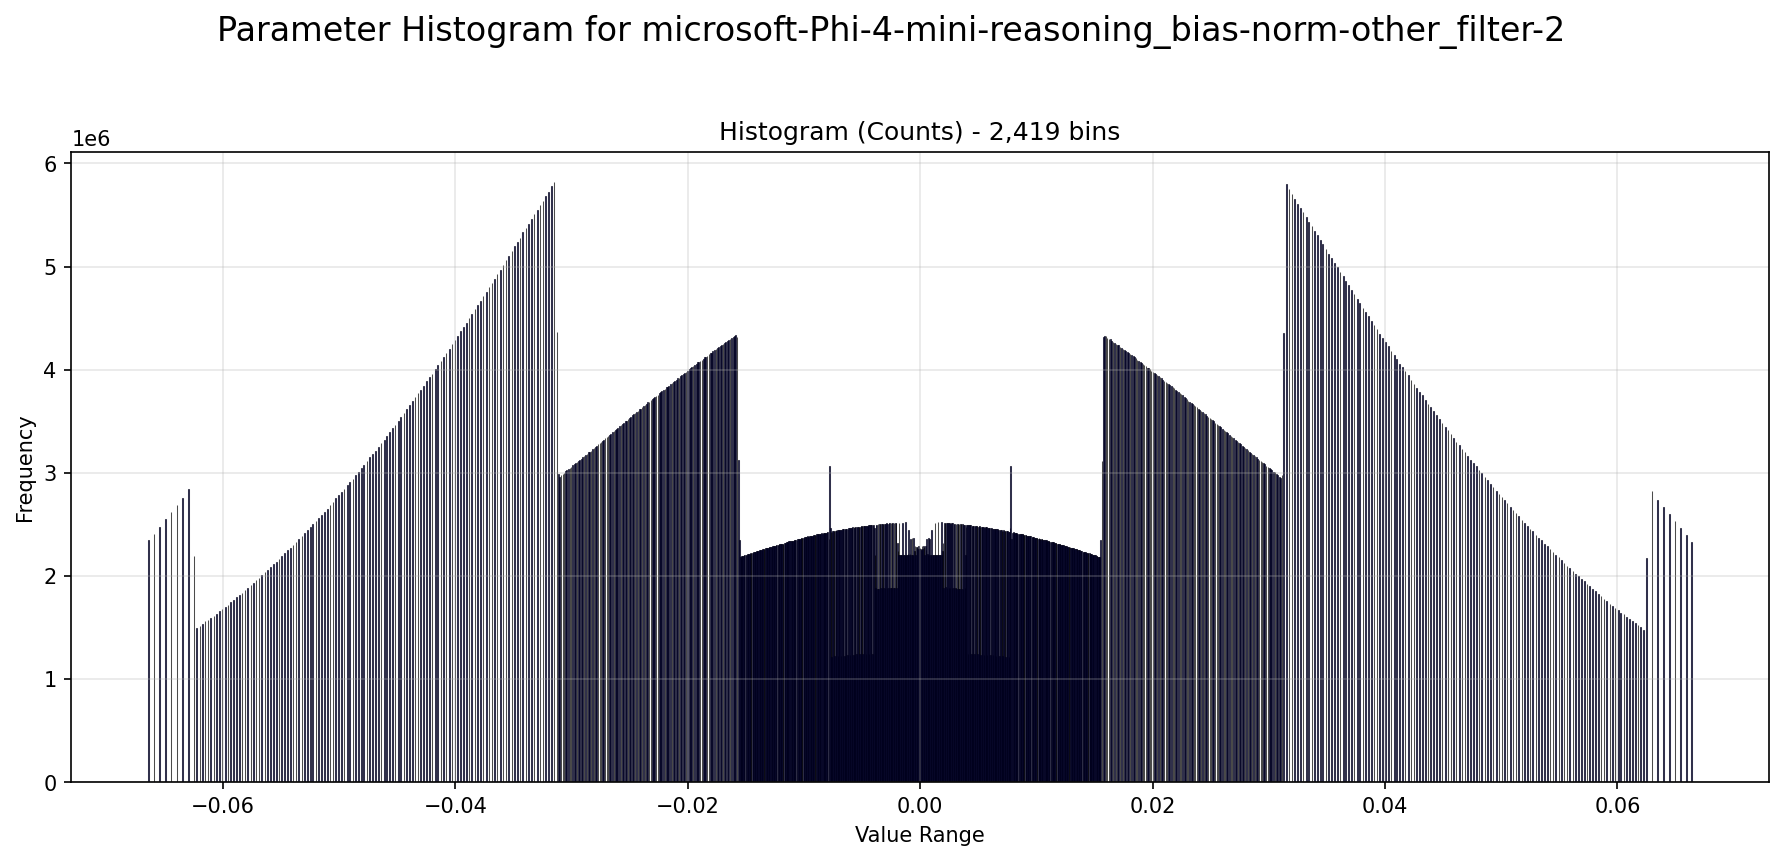 Parameter Histogram for microsoft-Phi-4-mini-reasoning_bias-norm-other_filter-2
Histogram (Counts) - 2,419 bins
1e6
6
5
4
3
2
1
0
Frequency
−0.06 −0.04 −0.02 0.00 0.02 0.04 0.06
Value Range